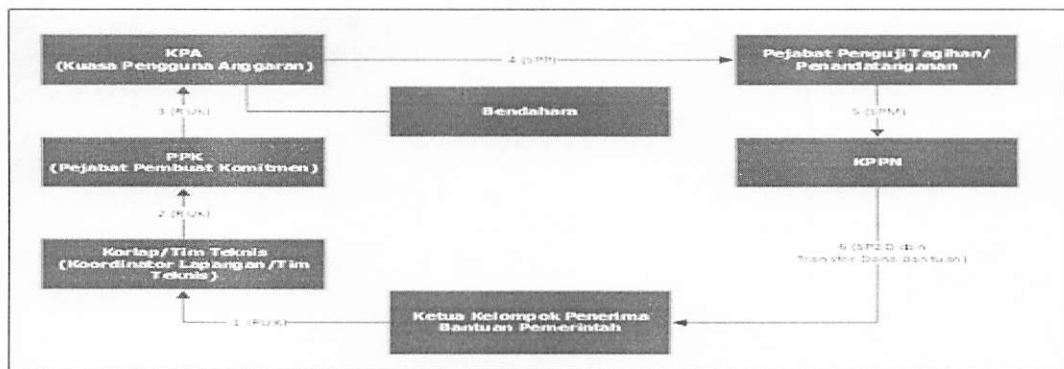 KPA
(Kuasa Pengguna Anggaran)
4 (SPP)
Pejabat Penguji Tagihan/
Penandatanganan
Bendahara
3 (RUK)
5 (SPM)
PPK
(Pejabat Pembuat Komitmen)
KPPN
2 (RUK)
6 (SP2D dan
Transfer Dana Bantuan)
Korlap/Tim Teknis
(Koordinator Lapangan/Tim
Teknis)
1 (RUK)
Ketua Kelompok Penerima
Bantuan Pemerintah